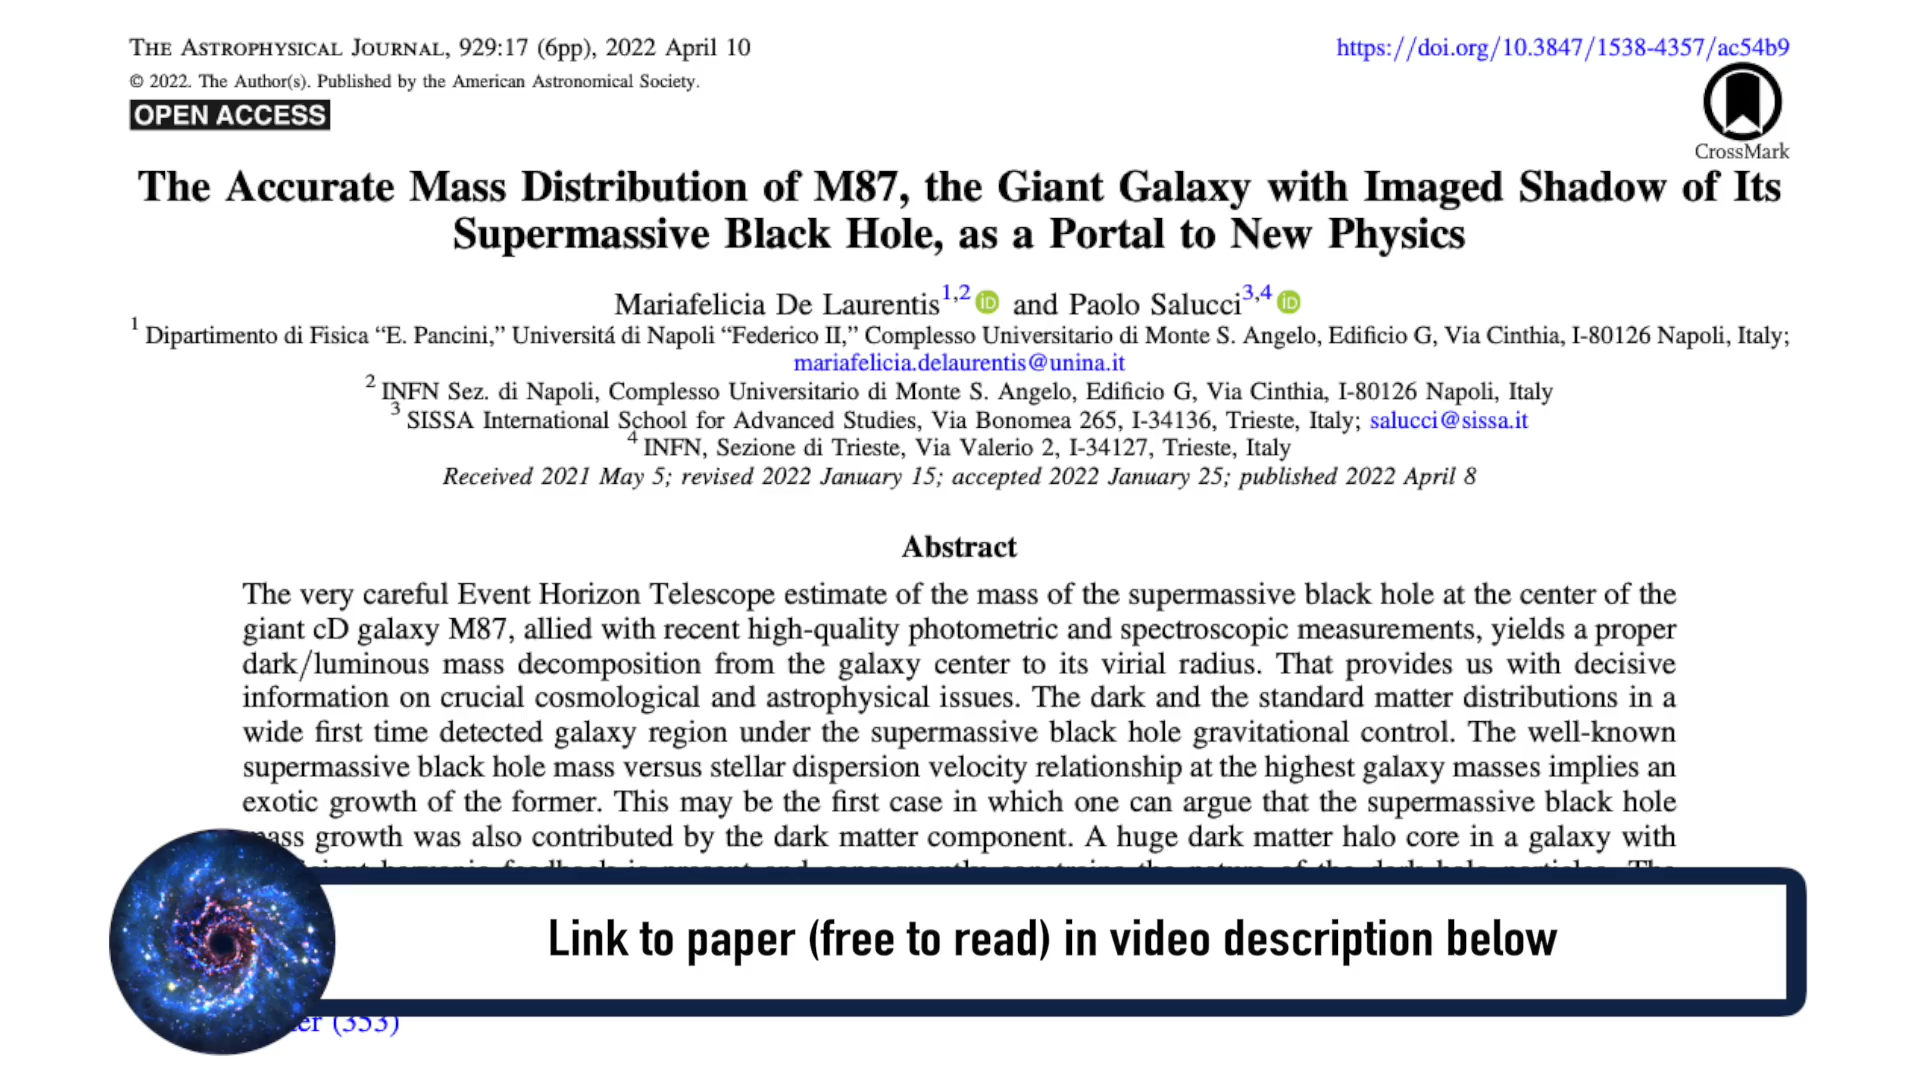 THE ASTROPHYSICAL JOURNAL, 929:17 (6pp), 2022 April 10
https://doi.org/10.3847/1538-4357/ac54b9
© 2022. The Author(s). Published by the American Astronomical Society.
OPEN ACCESS
CrossMark
The Accurate Mass Distribution of M87, the Giant Galaxy with Imaged Shadow of Its
Supermassive Black Hole, as a Portal to New Physics
Mariafelicia De Laurentis1,2 iD and Paolo Salucci3,4 iD
1 Dipartimento di Fisica “E. Pancini,” Universitá di Napoli “Federico II,” Complesso Universitario di Monte S. Angelo, Edificio G, Via Cinthia, I-80126 Napoli, Italy;
mariafelicia.delaurentis@unina.it
2 INFN Sez. di Napoli, Complesso Universitario di Monte S. Angelo, Edificio G, Via Cinthia, I-80126 Napoli, Italy
3 SISSA International School for Advanced Studies, Via Bonomea 265, I-34136, Trieste, Italy; salucci@sissa.it
4 INFN, Sezione di Trieste, Via Valerio 2, I-34127, Trieste, Italy
Received 2021 May 5; revised 2022 January 15; accepted 2022 January 25; published 2022 April 8
Abstract
The very careful Event Horizon Telescope estimate of the mass of the supermassive black hole at the center of the
giant cD galaxy M87, allied with recent high-quality photometric and spectroscopic measurements, yields a proper
dark/luminous mass decomposition from the galaxy center to its virial radius. That provides us with decisive
information on crucial cosmological and astrophysical issues. The dark and the standard matter distributions in a
wide first time detected galaxy region under the supermassive black hole gravitational control. The well-known
supermassive black hole mass versus stellar dispersion velocity relationship at the highest galaxy masses implies an
exotic growth of the former. This may be the first case in which one can argue that the supermassive black hole
mass growth was also contributed by the dark matter component. A huge dark matter halo core in a galaxy with
Link to paper (free to read) in video description below
(353)